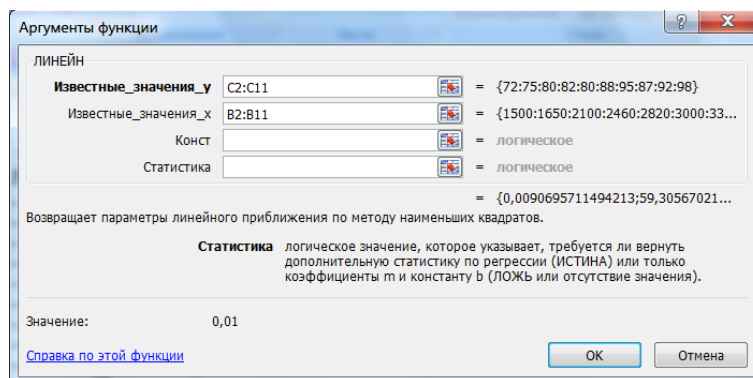 Аргументы функции
ЛИНЕЙН
Известные_значения_y C2:C11 = {72:75:80:82:80:88:95:87:92:98}
Известные_значения_x B2:B11 = {1500:1650:2100:2460:2820:3000:33...
Конст = логическое
Статистика = логическое
= {0,0090695711494213;59,30567021...
Возвращает параметры линейного приближения по методу наименьших квадратов.
Статистика логическое значение, которое указывает, требуется ли вернуть
дополнительную статистику по регрессии (ИСТИНА) или только
коэффициенты m и константу b (ЛОЖЬ или отсутствие значения).
Значение: 0,01
Справка по этой функции OK Отмена